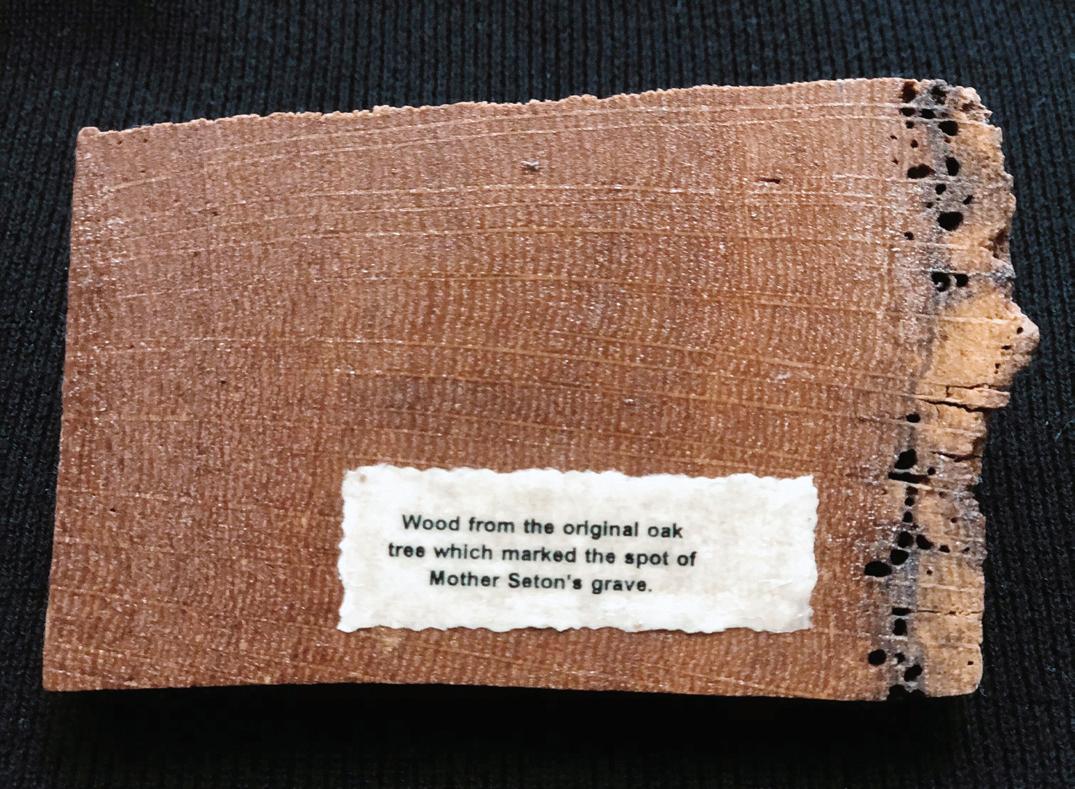 Wood from the original oak
tree which marked the spot of
Mother Seton's grave.